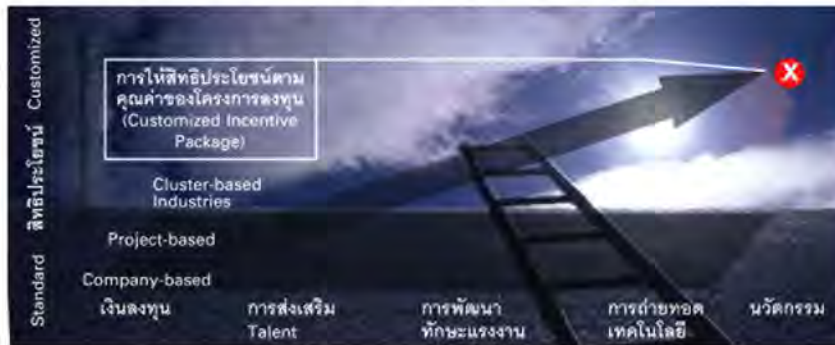 Customized
สิทธิประโยชน์
Standard
การให้สิทธิประโยชน์ตาม
คุณค่าของโครงการลงทุน
(Customized Incentive
Package)
X
Cluster-based
Industries
Project-based
Company-based
เงินลงทุน
การส่งเสริม
Talent
การพัฒนา
ทักษะแรงงาน
การถ่ายทอด
เทคโนโลยี
นวัตกรรม